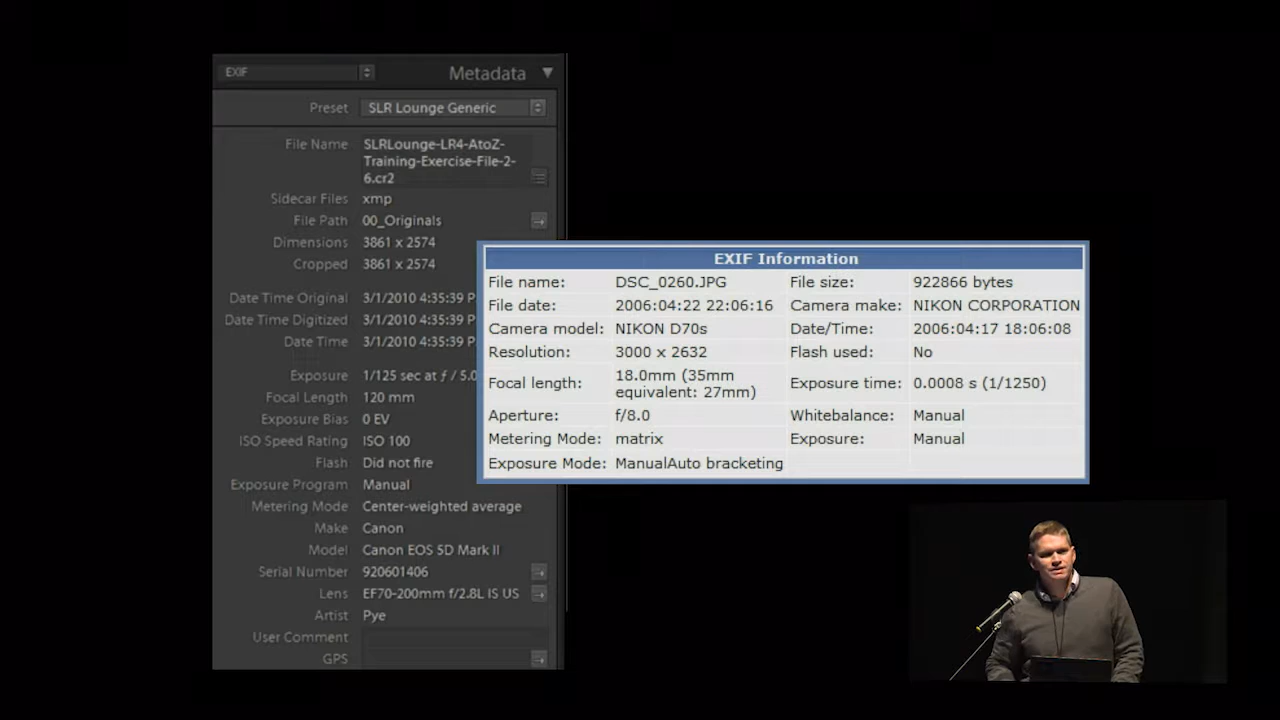 EXIF
Metadata
Preset SLR Lounge Generic
File Name SLRLounge-LR4-AtoZ-
Training-Exercise-File-2-
6.cr2
Sidecar Files xmp
File Path 00_Originals
Dimensions 3861 x 2574
Cropped 3861 x 2574
Date Time Original 3/1/2010 4:35:39 P
Date Time Digitized 3/1/2010 4:35:39 P
Date Time 3/1/2010 4:35:39 P
Exposure 1/125 sec at ƒ / 5.0
Focal Length 120 mm
Exposure Bias 0 EV
ISO Speed Rating ISO 100
Flash Did not fire
Exposure Program Manual
Metering Mode Center-weighted average
Make Canon
Model Canon EOS 5D Mark II
Serial Number 920601406
Lens EF70-200mm f/2.8L IS US
Artist Pye
User Comment
GPS
EXIF Information
File name: DSC_0260.JPG File size: 922866 bytes
File date: 2006:04:22 22:06:16 Camera make: NIKON CORPORATION
Camera model: NIKON D70s Date/Time: 2006:04:17 18:06:08
Resolution: 3000 x 2632 Flash used: No
Focal length: 18.0mm (35mm
equivalent: 27mm) Exposure time: 0.0008 s (1/1250)
Aperture: f/8.0 Whitebalance: Manual
Metering Mode: matrix Exposure: Manual
Exposure Mode: ManualAuto bracketing